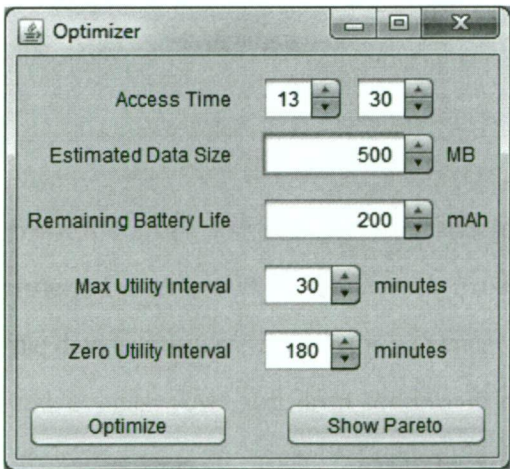 Optimizer
Access Time 13 30
Estimated Data Size 500 MB
Remaining Battery Life 200 mAh
Max Utility Interval 30 minutes
Zero Utility Interval 180 minutes
Optimize Show Pareto